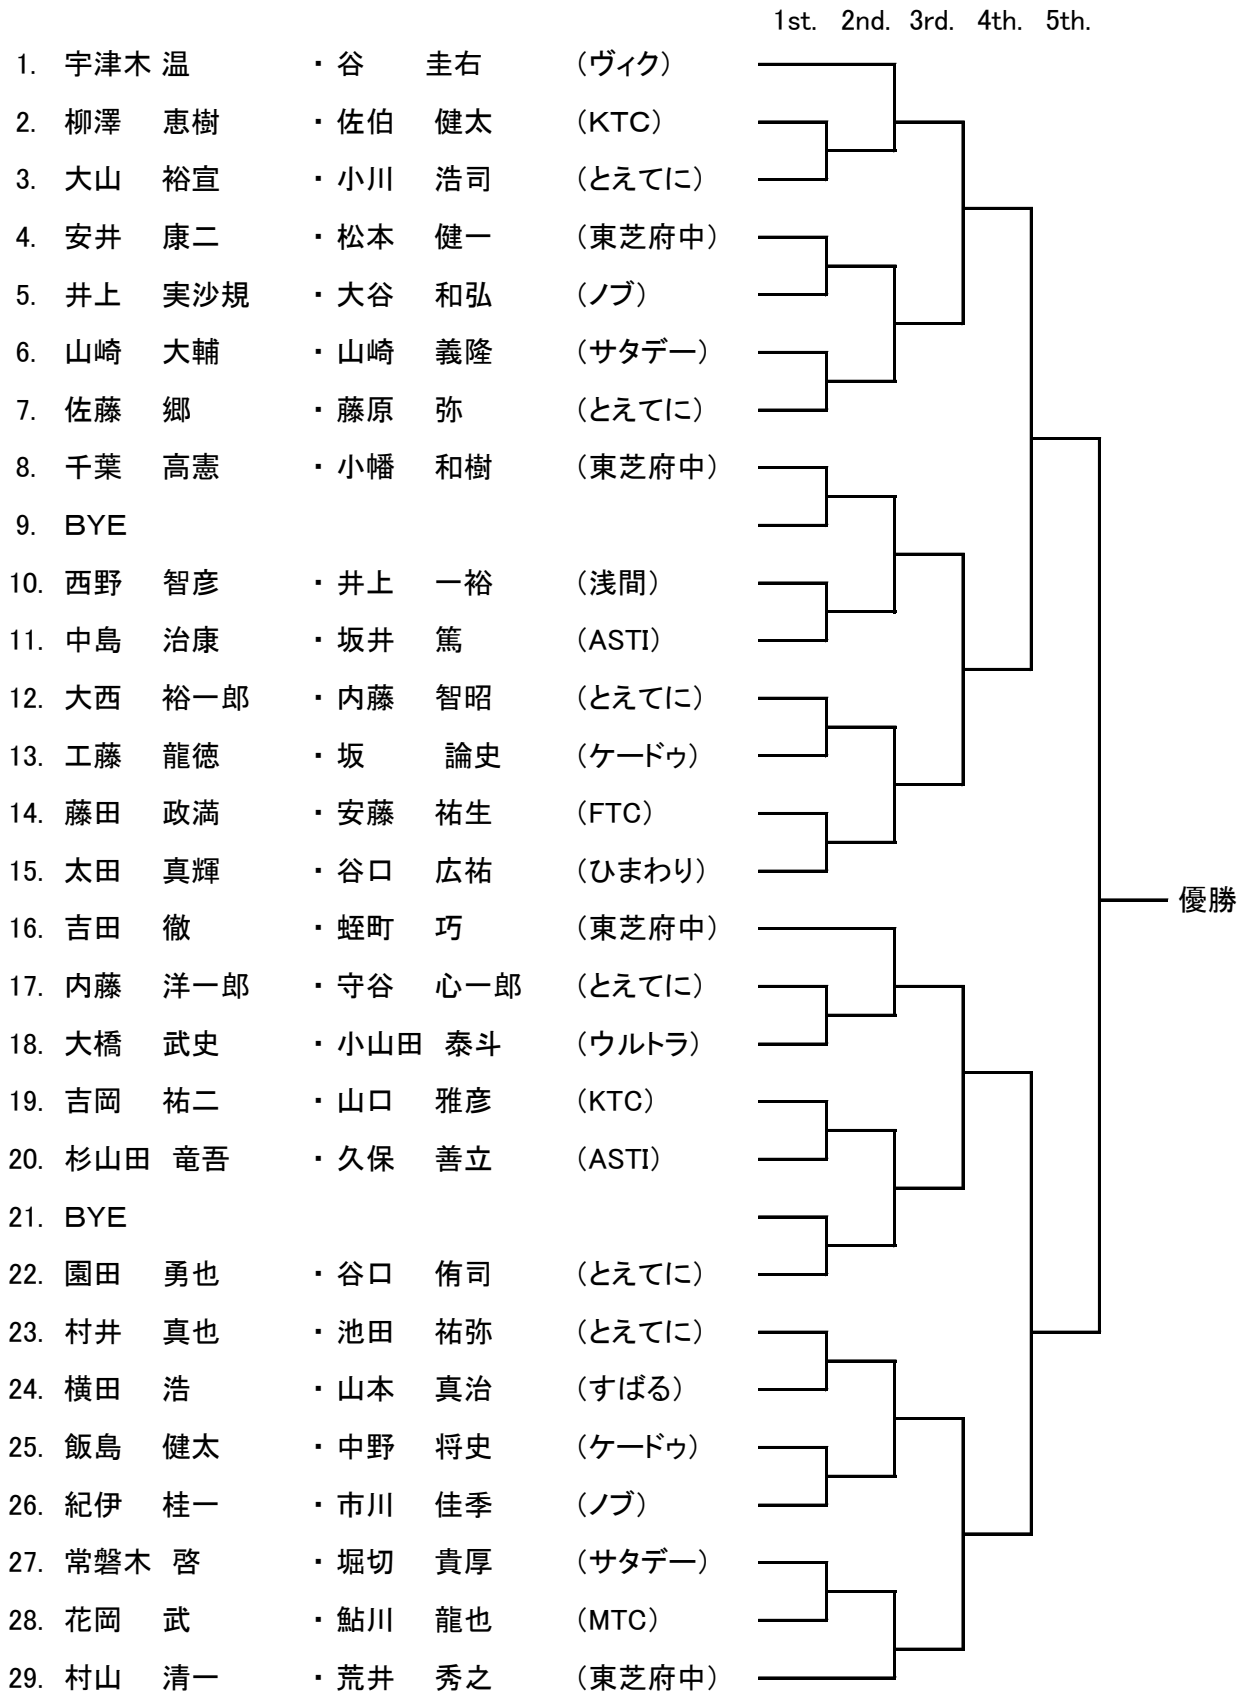 1st. 2nd. 3rd. 4th. 5th.
1. 宇津木 温 ・ 谷 圭右 (ヴィク)
2. 柳澤 恵樹 ・ 佐伯 健太 (KTC)
3. 大山 裕宣 ・ 小川 浩司 (とえてに)
4. 安井 康二 ・ 松本 健一 (東芝府中)
5. 井上 実沙規 ・ 大谷 和弘 (ノブ)
6. 山崎 大輔 ・ 山崎 義隆 (サタデー)
7. 佐藤 郷 ・ 藤原 弥 (とえてに)
8. 千葉 高憲 ・ 小幡 和樹 (東芝府中)
9. BYE
10. 西野 智彦 ・ 井上 一裕 (浅間)
11. 中島 治康 ・ 坂井 篤 (ASTI)
12. 大西 裕一郎 ・ 内藤 智昭 (とえてに)
13. 工藤 龍徳 ・ 坂 論史 (ケードゥ)
14. 藤田 政満 ・ 安藤 祐生 (FTC)
15. 太田 真輝 ・ 谷口 広祐 (ひまわり)
優勝
16. 吉田 徹 ・ 蛭町 巧 (東芝府中)
17. 内藤 洋一郎 ・ 守谷 心一郎 (とえてに)
18. 大橋 武史 ・ 小山田 泰斗 (ウルトラ)
19. 吉岡 祐二 ・ 山口 雅彦 (KTC)
20. 杉山田 竜吾 ・ 久保 善立 (ASTI)
21. BYE
22. 園田 勇也 ・ 谷口 侑司 (とえてに)
23. 村井 真也 ・ 池田 祐弥 (とえてに)
24. 横田 浩 ・ 山本 真治 (すばる)
25. 飯島 健太 ・ 中野 将史 (ケードゥ)
26. 紀伊 桂一 ・ 市川 佳季 (ノブ)
27. 常磐木 啓 ・ 堀切 貴厚 (サタデー)
28. 花岡 武 ・ 鮎川 龍也 (MTC)
29. 村山 清一 ・ 荒井 秀之 (東芝府中)